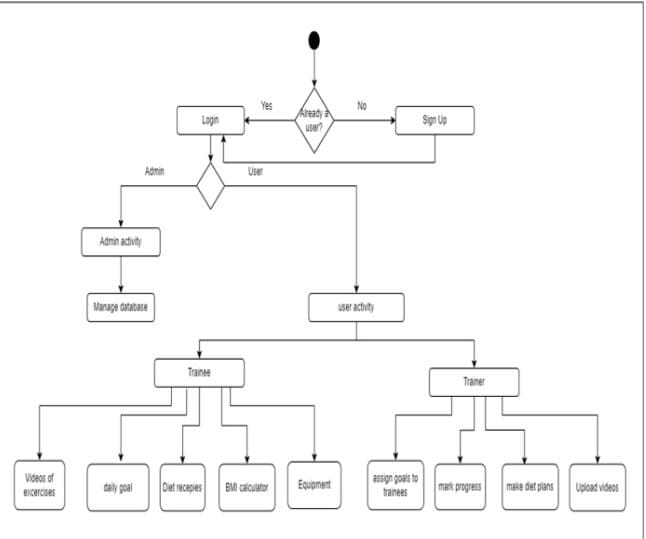 Already a
user?
Yes
No
Login
Sign Up
Admin
User
Admin activity
Manage database
user activity
Trainee
Trainer
Videos of
excercises
daily goal
Diet recepies
BMI calculator
Equipment
assign goals to
trainees
mark progress
make diet plans
Upload videos